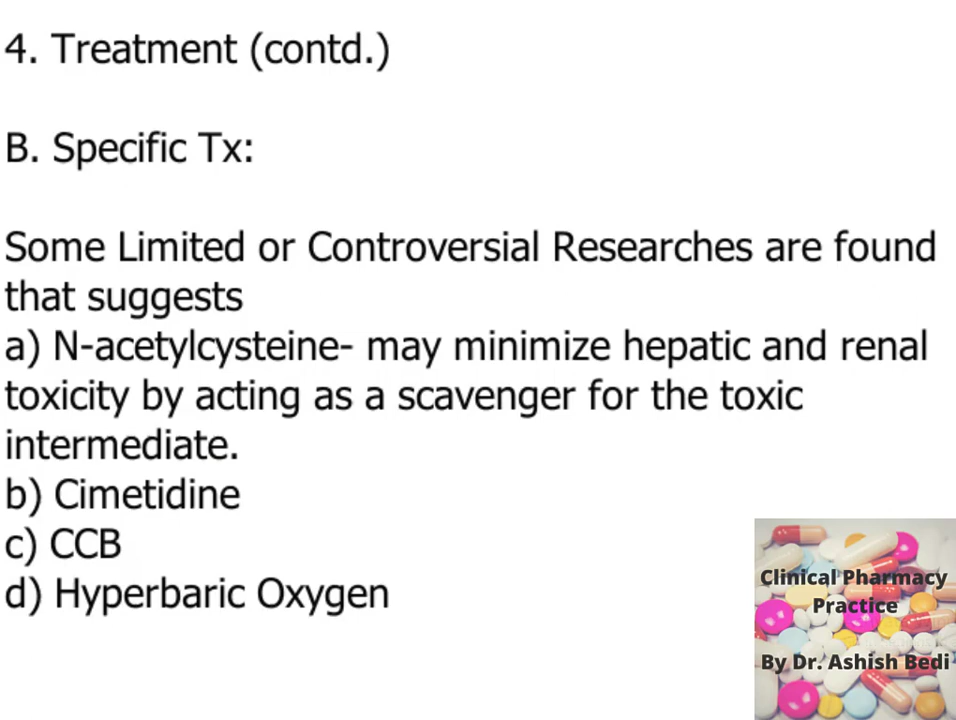 4. Treatment (contd.)
B. Specific Tx:
Some Limited or Controversial Researches are found
that suggests
a) N-acetylcysteine- may minimize hepatic and renal
toxicity by acting as a scavenger for the toxic
intermediate.
b) Cimetidine
c) CCB
d) Hyperbaric Oxygen
Clinical Pharmacy
Practice
By Dr. Ashish Bedi